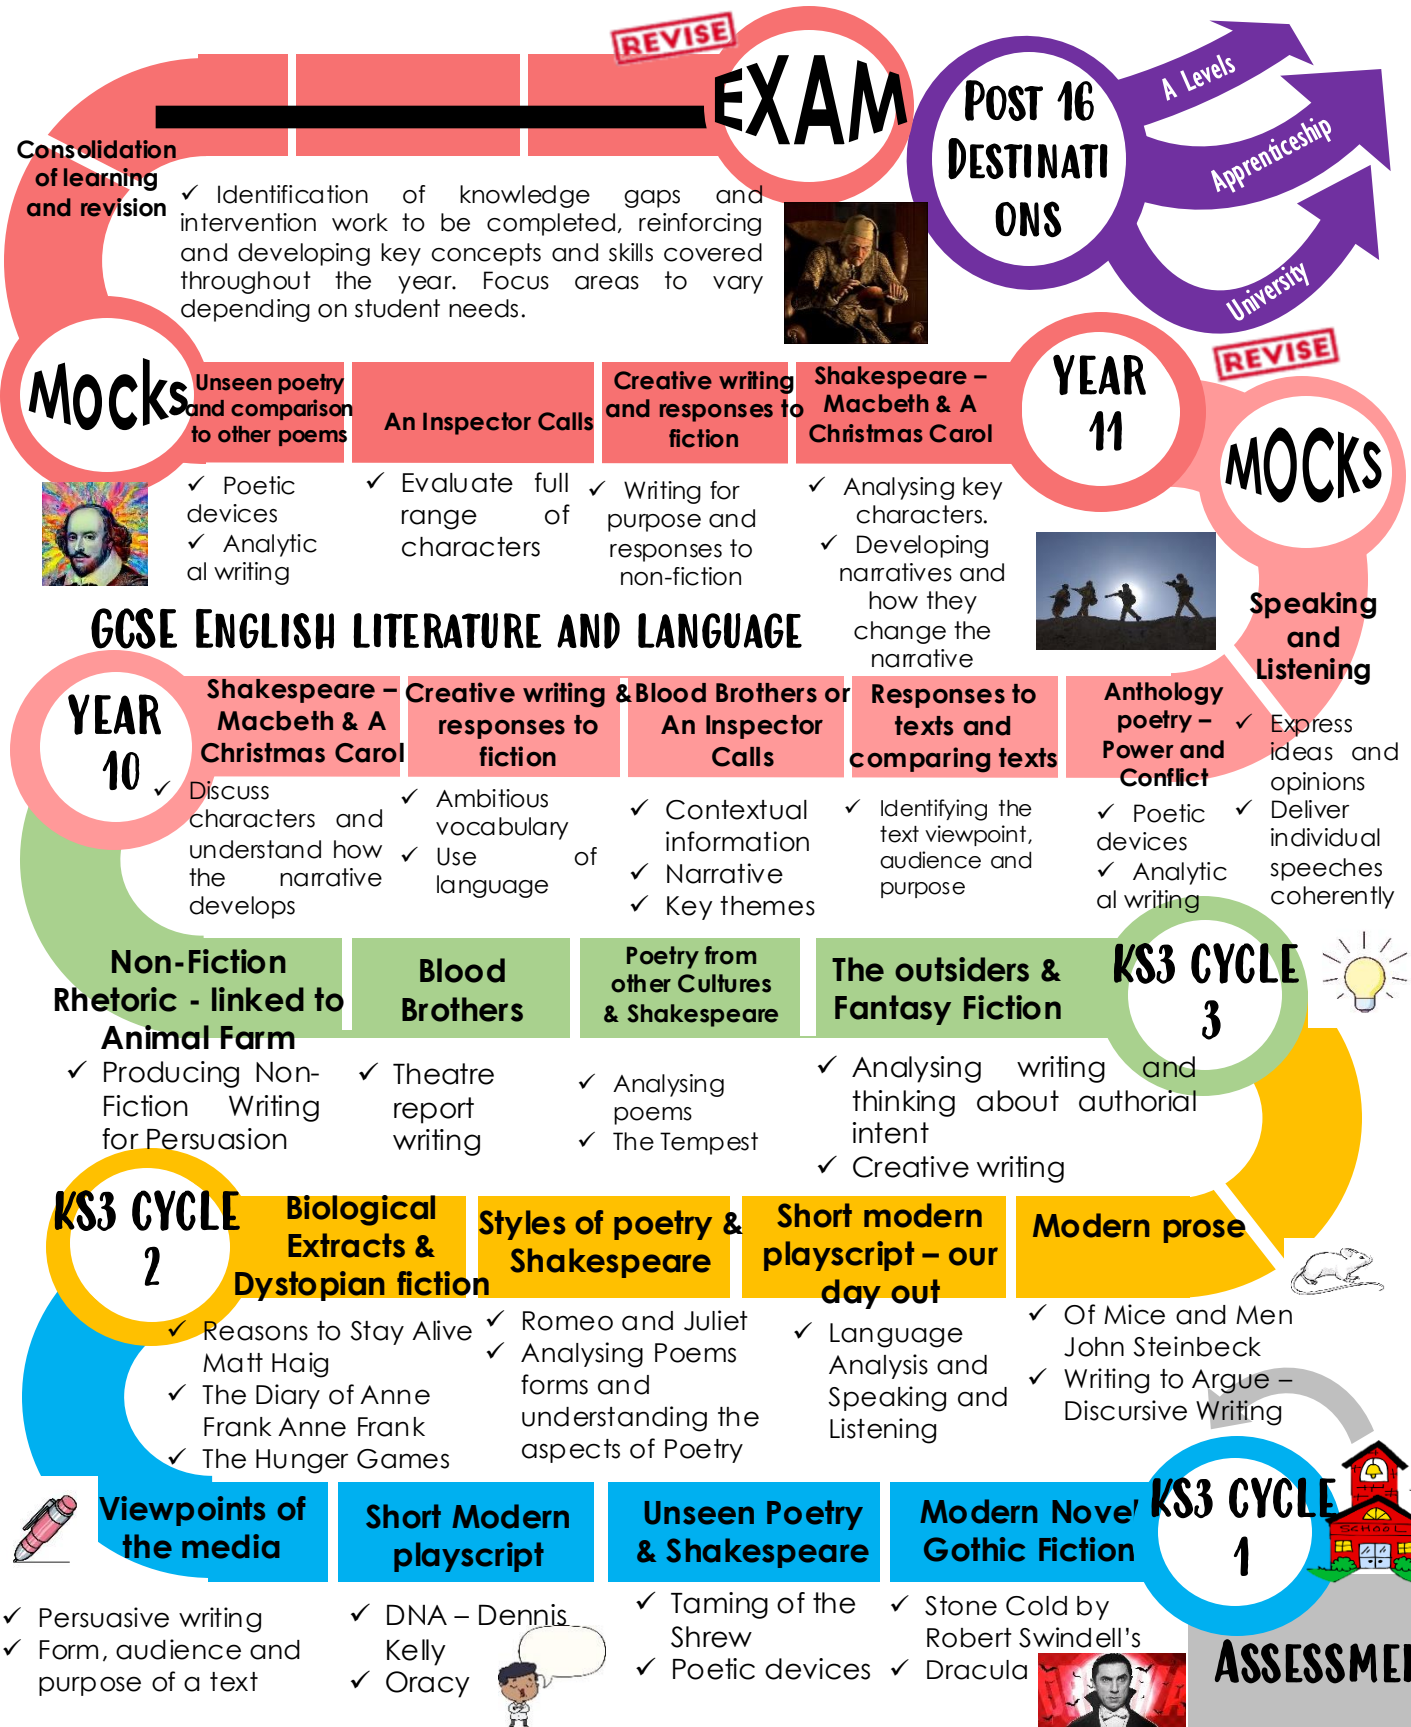 REVISE
EXAM
POST 16
DESTINATI
ONS
A Levels
Apprenticeship
University
Consolidation
of learning
and revision
✓ Identification of knowledge gaps and
intervention work to be completed, reinforcing
and developing key concepts and skills covered
throughout the year. Focus areas to vary
depending on student needs.
Mocks
Unseen poetry
and comparison
to other poems
An Inspector Calls
Creative writing
and responses to
fiction
Shakespeare –
Macbeth & A
Christmas Carol
YEAR
11
REVISE
MOCKS
✓ Poetic
devices
✓ Analytic
al writing
✓ Evaluate full
range of
characters
✓ Writing for
purpose and
responses to
non-fiction
✓ Analysing key
characters.
✓ Developing
narratives and
how they
change the
narrative
Speaking
and
Listening
✓ Express
ideas and
opinions
✓ Deliver
individual
speeches
coherently
GCSE ENGLISH LITERATURE AND LANGUAGE
YEAR
10
Shakespeare –
Macbeth & A
Christmas Carol
Creative writing &
responses to
fiction
Blood Brothers or
An Inspector
Calls
Responses to
texts and
comparing texts
Anthology
poetry –
Power and
Conflict
✓ Discuss
characters and
understand how
the narrative
develops
✓ Ambitious
vocabulary
✓ Use of
language
✓ Contextual
information
✓ Narrative
✓ Key themes
✓ Identifying the
text viewpoint,
audience and
purpose
✓ Poetic
devices
✓ Analytic
al writing
Non-Fiction
Rhetoric - linked to
Animal Farm
Blood
Brothers
Poetry from
other Cultures
& Shakespeare
The outsiders &
Fantasy Fiction
KS3 CYCLE
3
✓ Producing Non-
Fiction Writing
for Persuasion
✓ Theatre
report
writing
✓ Analysing
poems
✓ The Tempest
✓ Analysing writing and
thinking about authorial
intent
✓ Creative writing
KS3 CYCLE
2
Biological
Extracts &
Dystopian fiction
Styles of poetry &
Shakespeare
Short modern
playscript – our
day out
Modern prose
✓ Reasons to Stay Alive
Matt Haig
✓ The Diary of Anne
Frank Anne Frank
✓ The Hunger Games
✓ Romeo and Juliet
✓ Analysing Poems
forms and
understanding the
aspects of Poetry
✓ Language
Analysis and
Speaking and
Listening
✓ Of Mice and Men
John Steinbeck
✓ Writing to Argue –
Discursive Writing
Viewpoints of
the media
Short Modern
playscript
Unseen Poetry
& Shakespeare
Modern Novel
Gothic Fiction
KS3 CYCLE
1
SCHOOL
✓ Persuasive writing
✓ Form, audience and
purpose of a text
✓ DNA – Dennis
Kelly
✓ Oracy
✓ Taming of the
Shrew
✓ Poetic devices
✓ Stone Cold by
Robert Swindell's
✓ Dracula